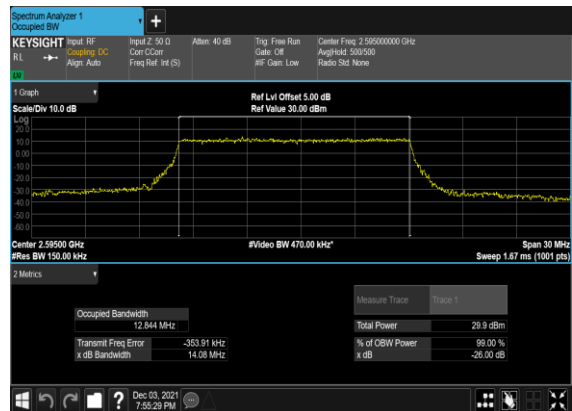 Spectrum Analyzer 1
Occupied BW
+
KEYSIGHT Input: RF Input Z: 50 Ω Atten: 40 dB Trig: Free Run Center Freq: 2.595000000 GHz
R L Coupling: DC Corr CCorr Gate: Off Avg|Hold: 500/500
Align: Auto Freq Ref: Int (S) #IF Gain: Low Radio Std: None
1 Graph Ref Lvl Offset 5.00 dB
Scale/Div 10.0 dB Ref Value 30.00 dBm
Log
20.0
10.0
0.00
-10.0
-20.0
-30.0
-40.0
-50.0
-60.0
Center 2.59500 GHz #Video BW 470.00 kHz* Span 30 MHz
#Res BW 150.00 kHz Sweep 1.67 ms (1001 pts)
2 Metrics
Measure Trace Trace 1
Occupied Bandwidth
12.844 MHz Total Power 29.9 dBm
Transmit Freq Error -353.91 kHz % of OBW Power 99.00 %
x dB Bandwidth 14.08 MHz x dB -26.00 dB
? Dec 03, 2021
7:55:29 PM